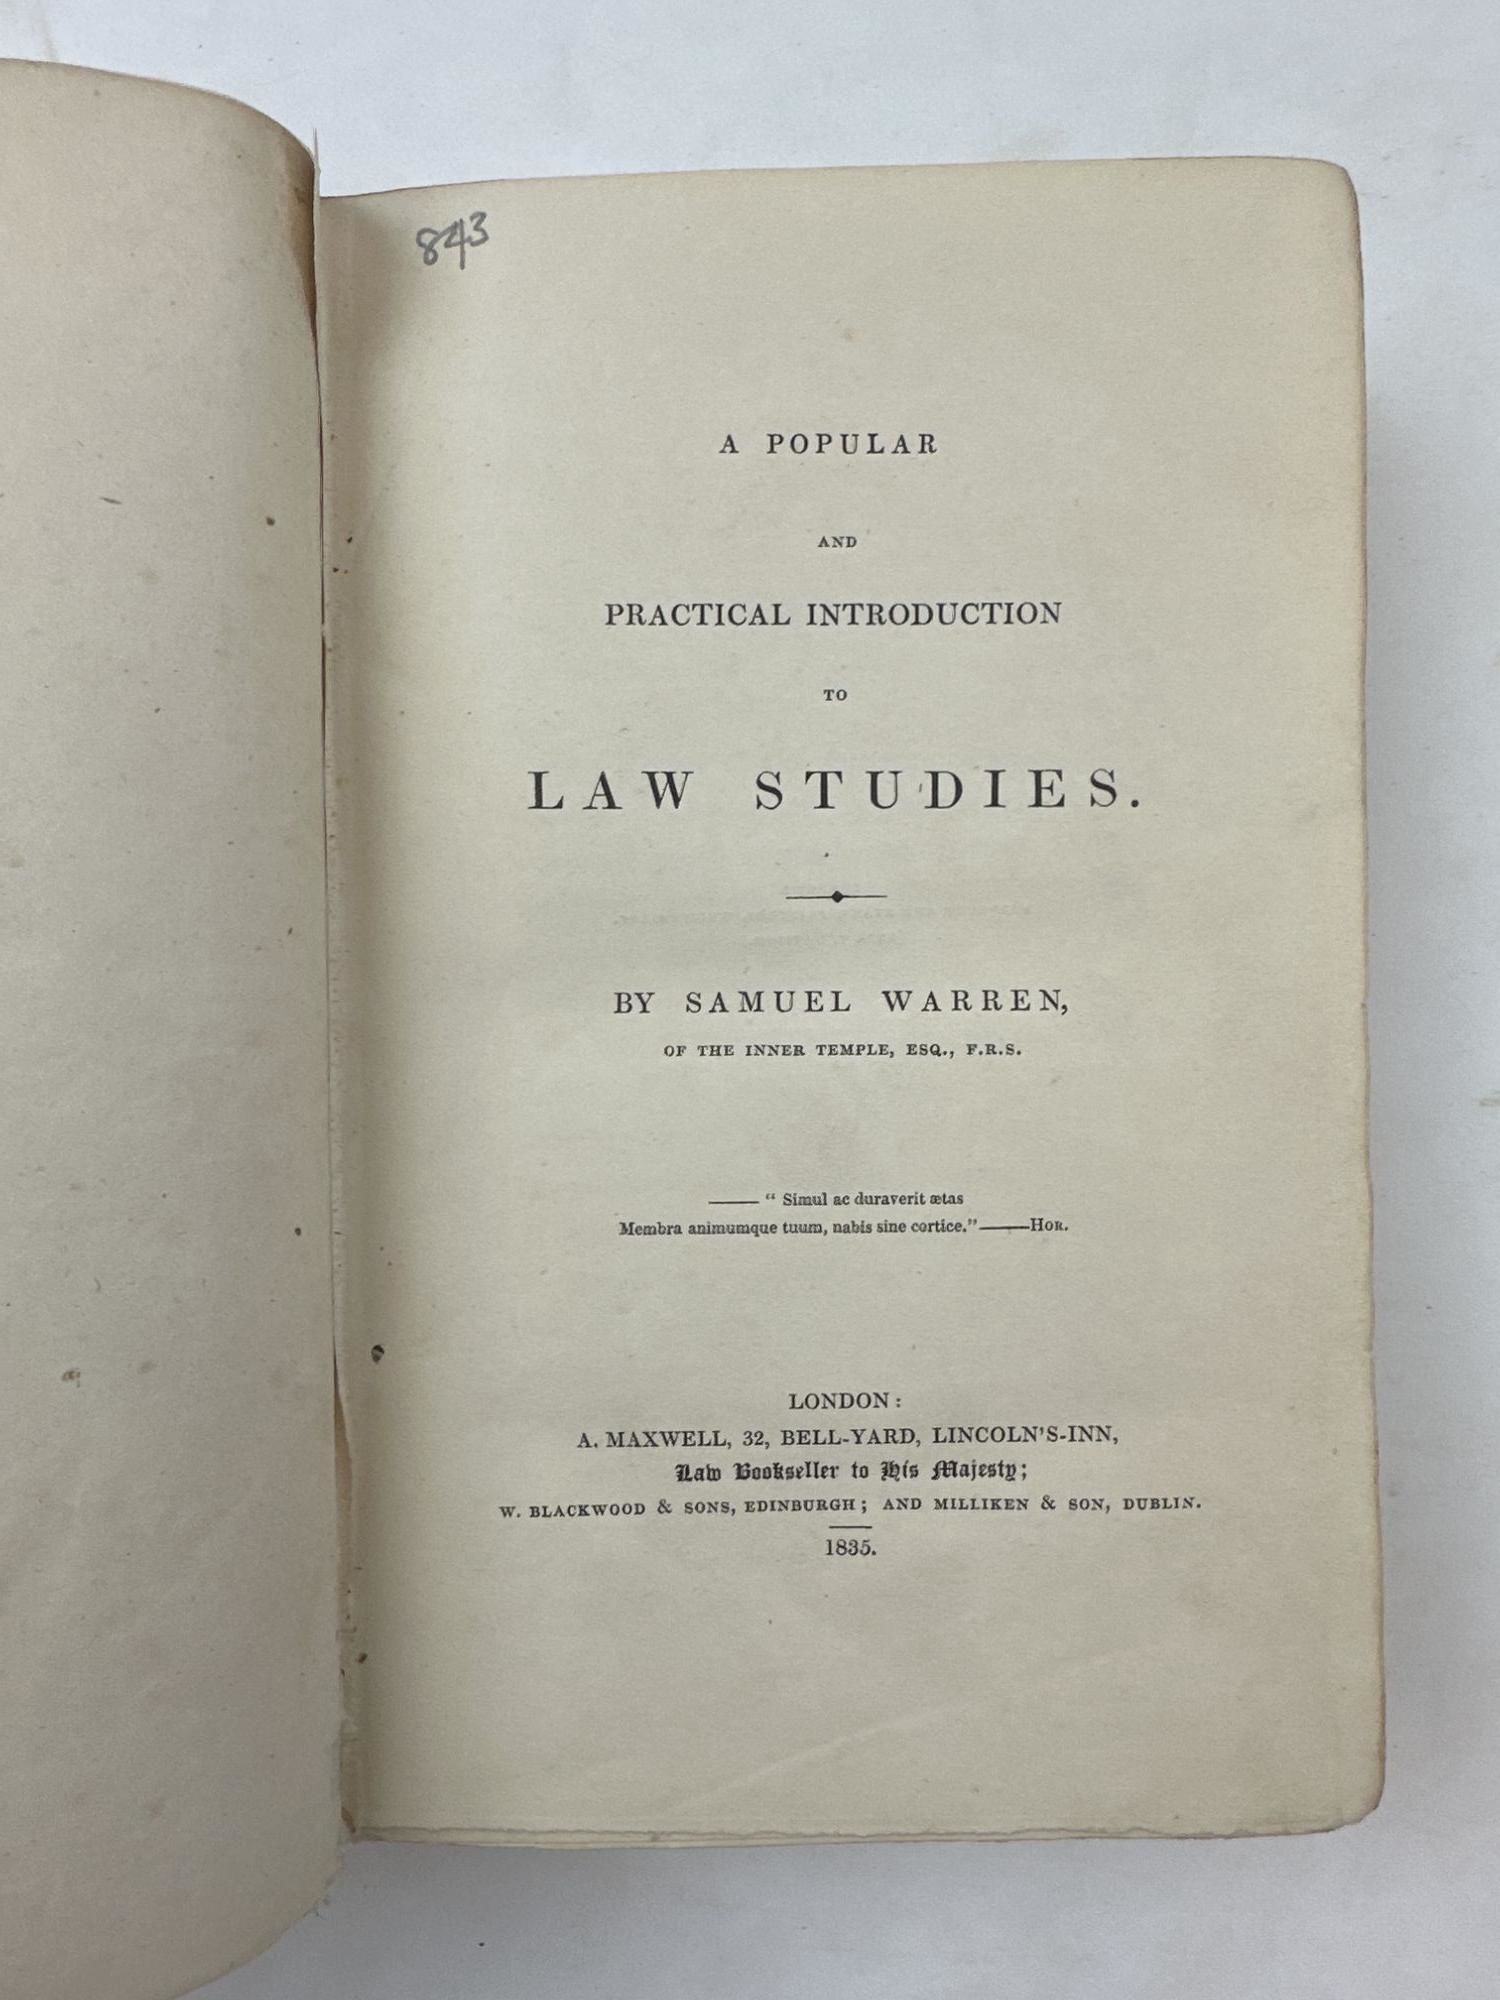 843
A POPULAR
AND
PRACTICAL INTRODUCTION
TO
LAW STUDIES.
BY SAMUEL WARREN,
OF THE INNER TEMPLE, ESQ., F.R.S.
—— “ Simul ac duraverit ætas
Membra animumque tuum, nabis sine cortice.”——HOR.
LONDON:
A. MAXWELL, 32, BELL-YARD, LINCOLN'S-INN,
Law Bookseller to His Majesty;
W. BLACKWOOD & SONS, EDINBURGH; AND MILLIKEN & SON, DUBLIN.
1835.